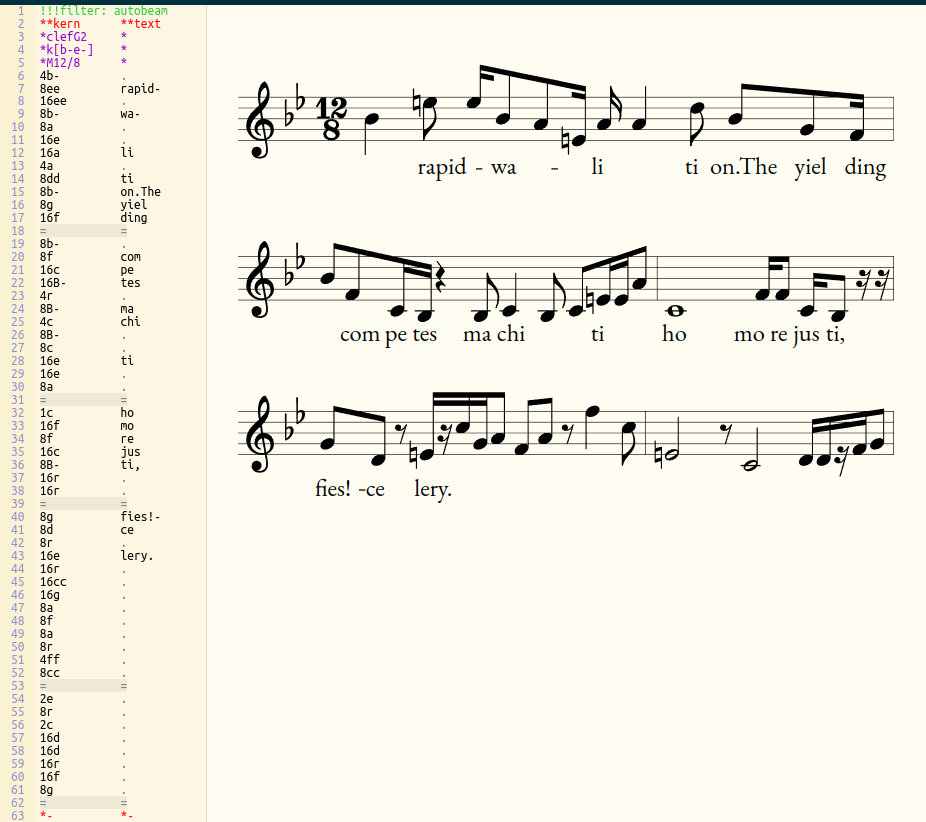 1 !!!filter: autobeam
2 **kern **text
3 *clefG2 *
4 *k[b-e-] *
5 *M12/8 *
6 4b- .
7 8ee rapid-
8 16ee .
9 8b- wa-
10 8a .
11 16e .
12 16a li
13 4a .
14 8dd ti
15 8b- on.The
16 8g yiel
17 16f ding
18 = =
19 8b- .
20 8f com
21 16c pe
22 16B- tes
23 4r .
24 8B- ma
25 4c chi
26 8B- .
27 8c .
28 16e ti
29 16e .
30 8a .
31 = =
32 1c ho
33 16f mo
34 8f re
35 16c jus
36 8B- ti,
37 16r .
38 16r .
39 = =
40 8g fies!-
41 8d ce
42 8r .
43 16e lery.
44 16r .
45 16cc .
46 16g .
47 8a .
48 8f .
49 8a .
50 8r .
51 4ff .
52 8cc .
53 = =
54 2e .
55 8r .
56 2c .
57 16d .
58 16d .
59 16r .
60 16f .
61 8g .
62 = =
63 *- *-
12
8
rapid - wa - li ti on.The yiel ding
com pe tes ma chi ti ho mo re jus ti,
fies! -ce lery.